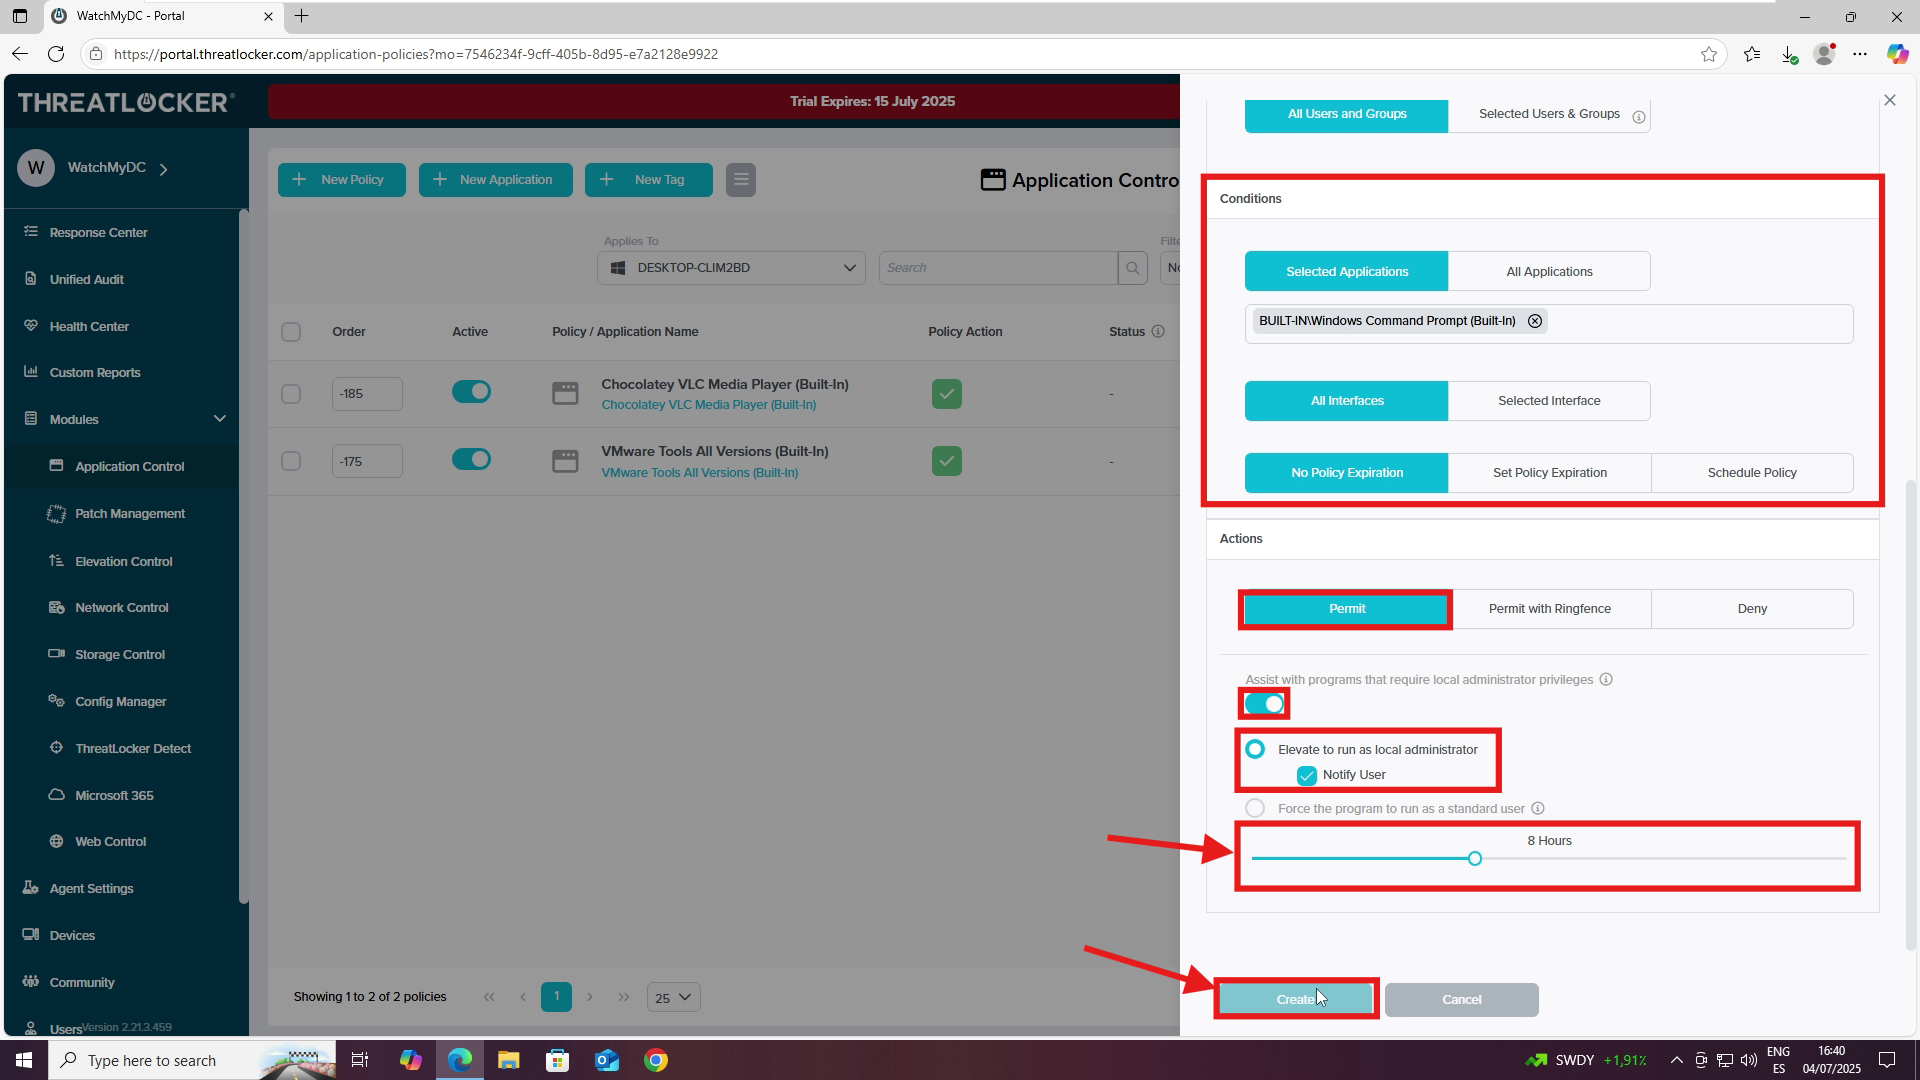 WatchMyDC - Portal
https://portal.threatlocker.com/application-policies?mo=7546234f-9cff-405b-8d95-e7a2128e9922
THREATLOCKER
Trial Expires: 15 July 2025
W
WatchMyDC
Response Center
Unified Audit
Health Center
Custom Reports
Modules
Application Control
Patch Management
Elevation Control
Network Control
Storage Control
Config Manager
ThreatLocker Detect
Microsoft 365
Web Control
Agent Settings
Devices
Community
Users
Version 2.21.3.459
New Policy
New Application
New Tag
Application Contro
Applies To
DESKTOP-CLIM2BD
Search
Order
Active
Policy / Application Name
Policy Action
Status
-185
Chocolatey VLC Media Player (Built-In)
Chocolatey VLC Media Player (Built-In)
-
-175
VMware Tools All Versions (Built-In)
VMware Tools All Versions (Built-In)
-
Showing 1 to 2 of 2 policies
1
25
All Users and Groups
Selected Users & Groups
Conditions
Selected Applications
All Applications
BUILT-IN\Windows Command Prompt (Built-In)
All Interfaces
Selected Interface
No Policy Expiration
Set Policy Expiration
Schedule Policy
Actions
Permit
Permit with Ringfence
Deny
Assist with programs that require local administrator privileges
Elevate to run as local administrator
Notify User
Force the program to run as a standard user
8 Hours
Create
Cancel
Type here to search
SWDY +1,91%
ENG
ES
16:40
04/07/2025